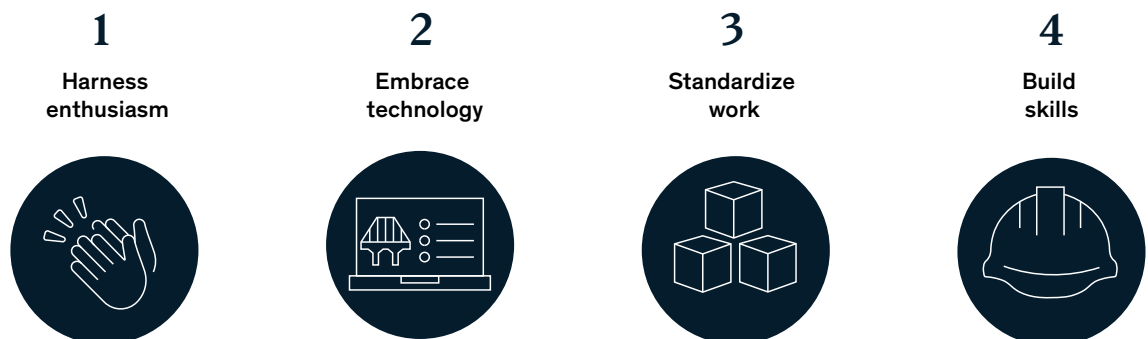 1
Harness
enthusiasm
2
Embrace
technology
3
Standardize
work
4
Build
skills